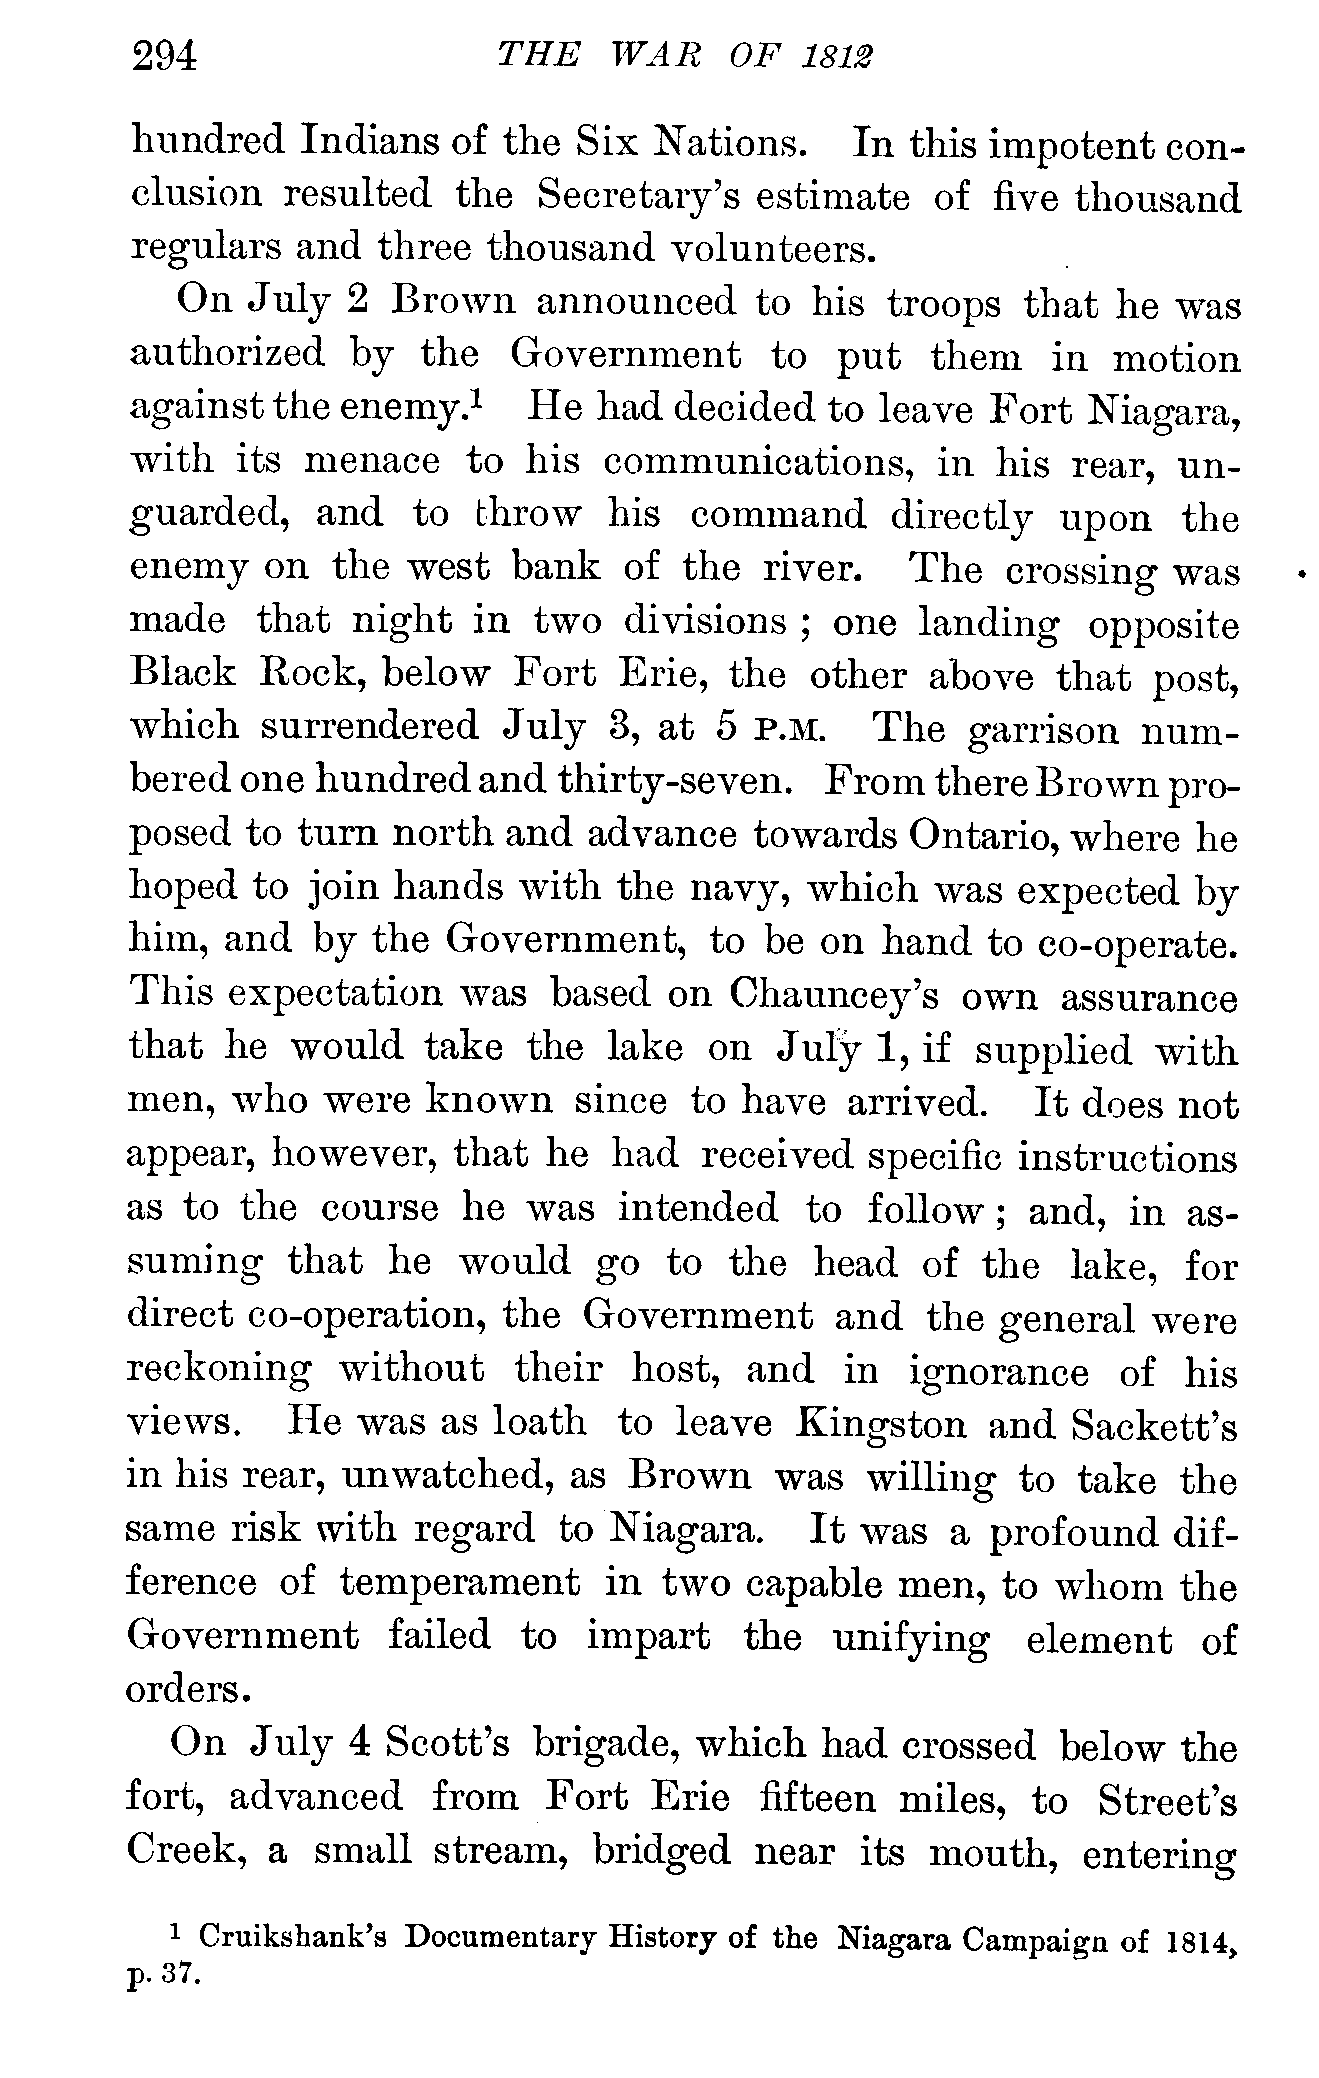 294 THE WAR OF 1812
hundred Indians of the Six Nations. In this impotent con-
clusion resulted the Secretary's estimate of five thousand
regulars and three thousand volunteers.
On July 2 Brown announced to his troops that he was
authorized by the Government to put them in motion
against the enemy.¹ He had decided to leave Fort Niagara,
with its menace to his communications, in his rear, un-
guarded, and to throw his command directly upon the
enemy on the west bank of the river. The crossing was
made that night in two divisions ; one landing opposite
Black Rock, below Fort Erie, the other above that post,
which surrendered July 3, at 5 P.M. The garrison num-
bered one hundred and thirty-seven. From there Brown pro-
posed to turn north and advance towards Ontario, where he
hoped to join hands with the navy, which was expected by
him, and by the Government, to be on hand to co-operate.
This expectation was based on Chauncey's own assurance
that he would take the lake on July 1, if supplied with
men, who were known since to have arrived. It does not
appear, however, that he had received specific instructions
as to the course he was intended to follow ; and, in as-
suming that he would go to the head of the lake, for
direct co-operation, the Government and the general were
reckoning without their host, and in ignorance of his
views. He was as loath to leave Kingston and Sackett's
in his rear, unwatched, as Brown was willing to take the
same risk with regard to Niagara. It was a profound dif-
ference of temperament in two capable men, to whom the
Government failed to impart the unifying element of
orders.
On July 4 Scott's brigade, which had crossed below the
fort, advanced from Fort Erie fifteen miles, to Street's
Creek, a small stream, bridged near its mouth, entering
¹ Cruikshank's Documentary History of the Niagara Campaign of 1814,
p. 37.